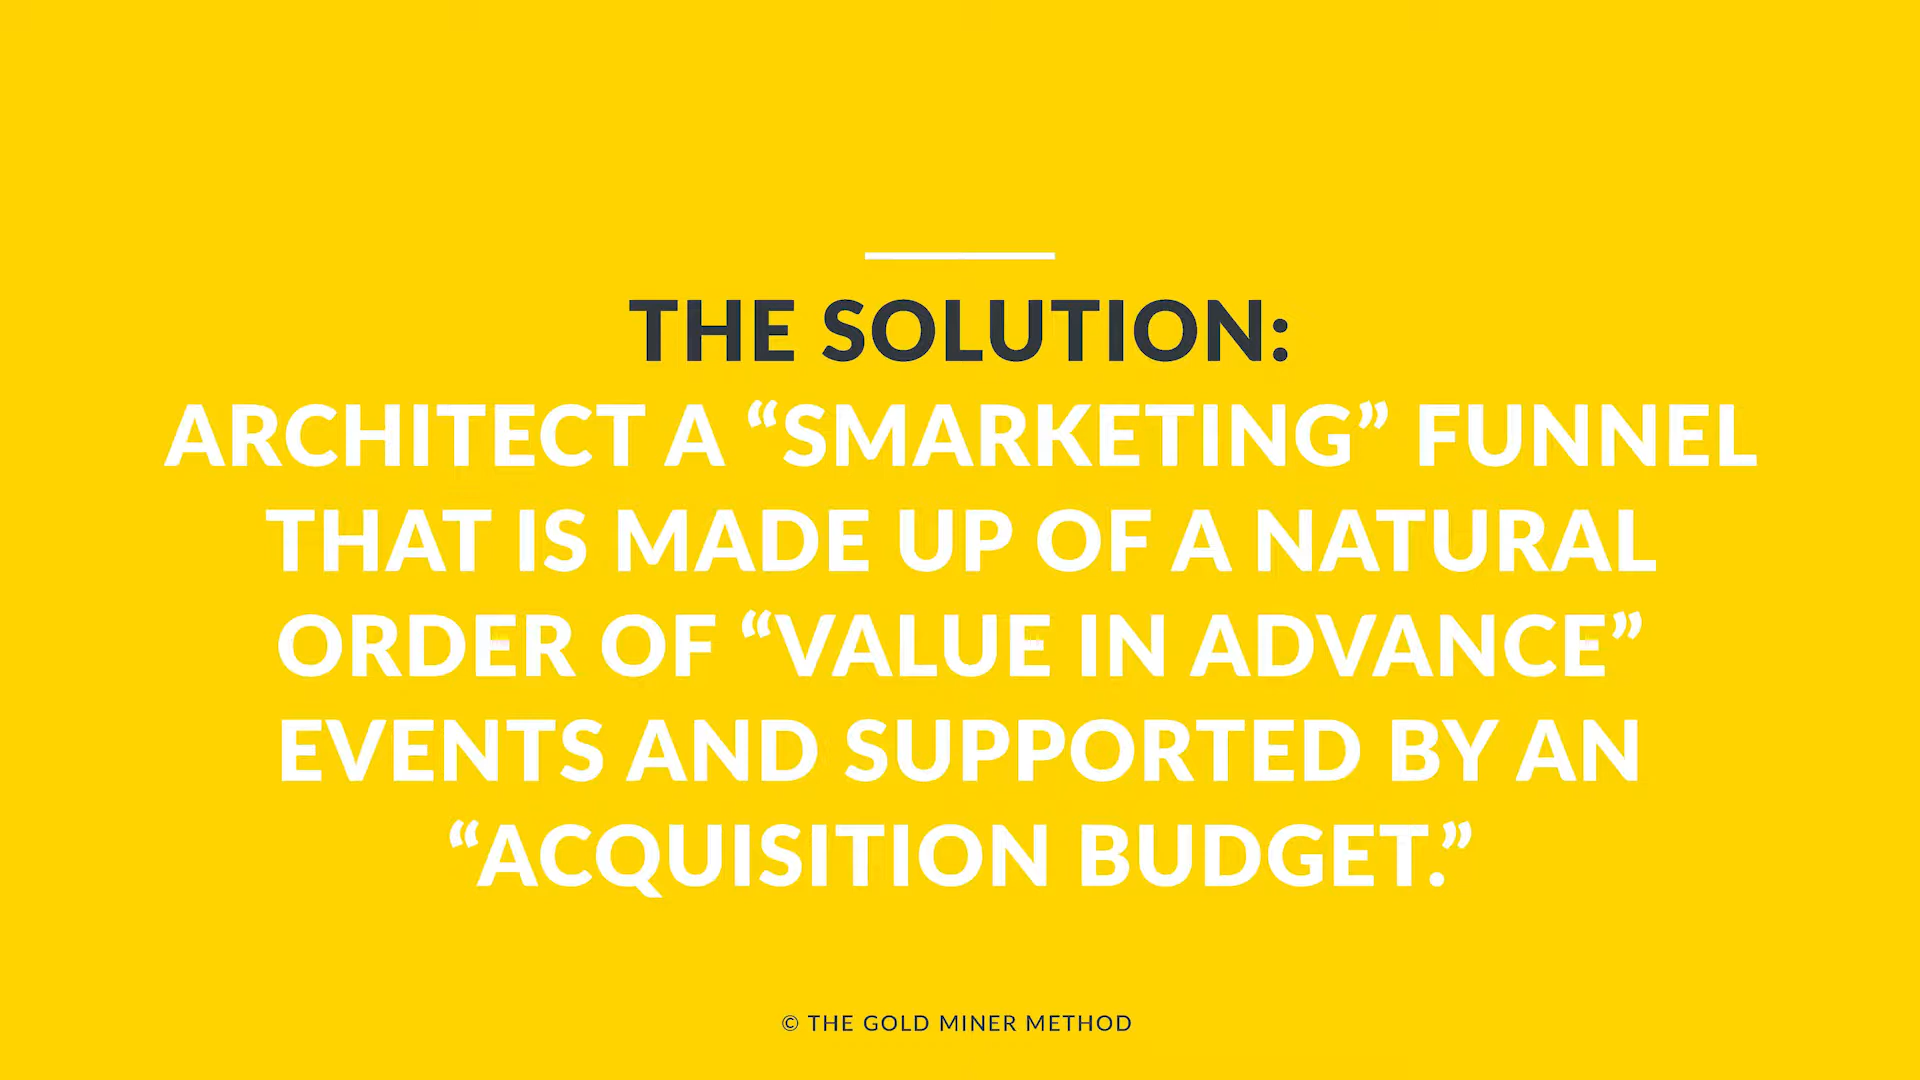 THE SOLUTION:
ARCHITECT A “SMARKETING” FUNNEL
THAT IS MADE UP OF A NATURAL
ORDER OF “VALUE IN ADVANCE”
EVENTS AND SUPPORTED BY AN
“ACQUISITION BUDGET.”
© THE GOLD MINER METHOD